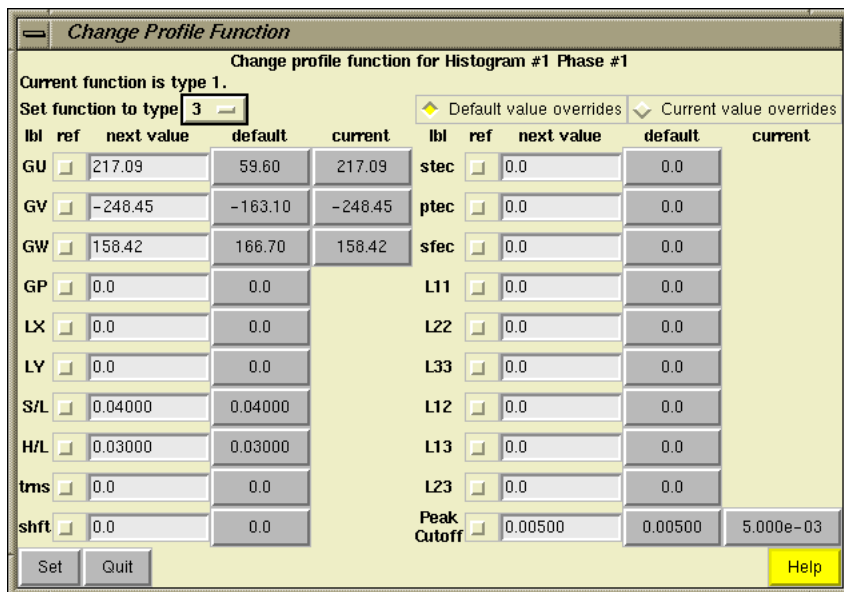 Change Profile Function
Change profile function for Histogram #1 Phase #1
Current function is type 1.
Set function to type 3 Default value overrides Current value overrides
lbl ref next value default current lbl ref next value default current
GU 217.09 59.60 217.09 stec 0.0 0.0
GV -248.45 -163.10 -248.45 ptec 0.0 0.0
GW 158.42 166.70 158.42 sfec 0.0 0.0
GP 0.0 0.0 L11 0.0 0.0
LX 0.0 0.0 L22 0.0 0.0
LY 0.0 0.0 L33 0.0 0.0
S/L 0.04000 0.04000 L12 0.0 0.0
H/L 0.03000 0.03000 L13 0.0 0.0
trns 0.0 0.0 L23 0.0 0.0
shft 0.0 0.0 Peak Cutoff 0.00500 0.00500 5.000e-03
Set Quit Help